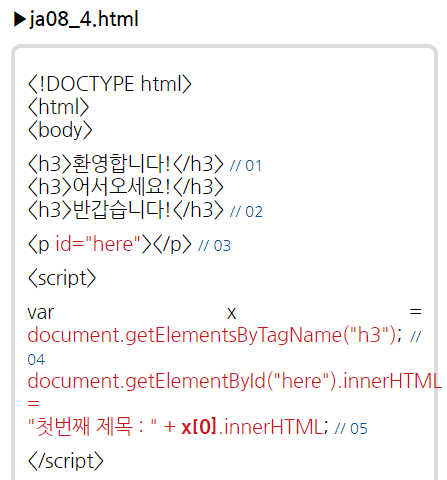 ▶ja08_4.html
<!DOCTYPE html>
<html>
<body>
<h3>환영합니다!</h3> // 01
<h3>어서오세요!</h3>
<h3>반갑습니다!</h3> // 02
<p id="here"></p> // 03
<script>
var x =
document.getElementsByTagName("h3"); //
04
document.getElementById("here").innerHTML
=
"첫번째 제목 : " + x[0].innerHTML; // 05
</script>